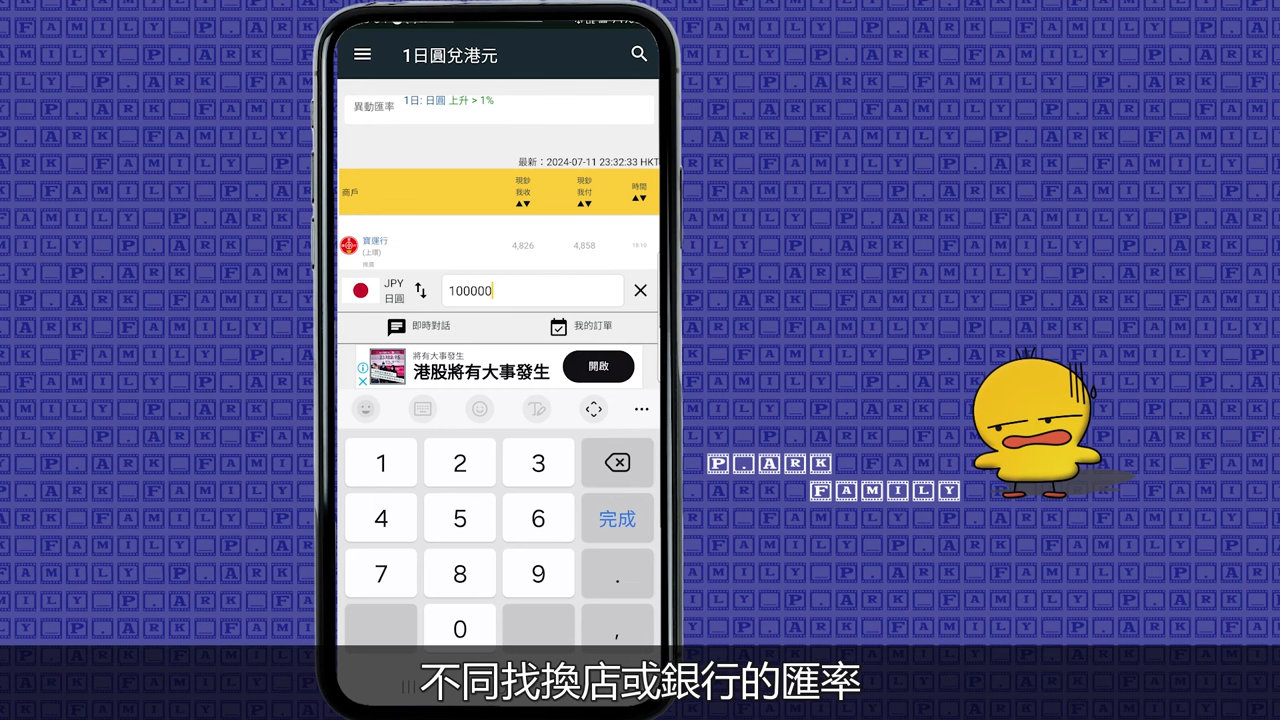 1日圓兌港元
異動匯率
1日: 日圓 上升 > 1%
最新：2024-07-11 23:32:33 HKT
商戶
現鈔
我收
▲▼
現鈔
我付
▲▼
時間
▲▼
寶運行
(上環)
4,826
4,858
18:10
JPY
日圓
100000
即時對話
我的訂單
將有大事發生
港股將有大事發生
開啟
1
2
3
4
5
6
完成
7
8
9
.
0
,
P.ARK
FAMILY
不同找換店或銀行的匯率